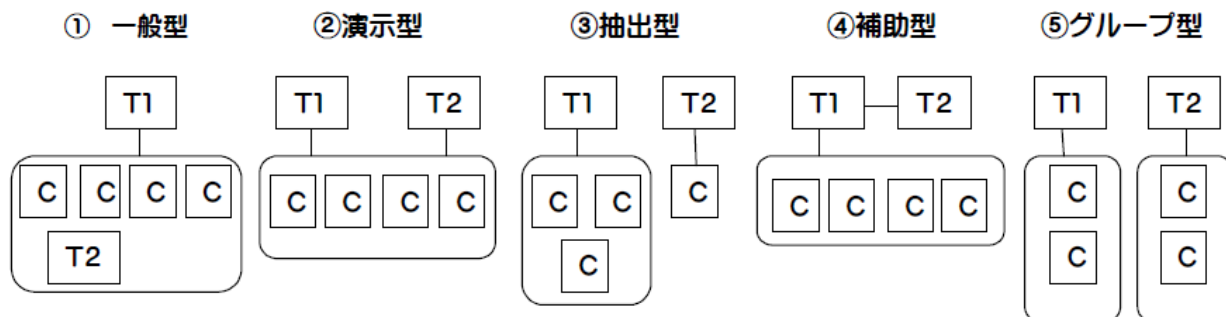 ① 一般型 ②演示型 ③抽出型 ④補助型 ⑤グループ型
T1 T1 T2 T1 T2 T1 T2 T1 T2
C C C C C C C C C C C C C C C C C
T2 C C C